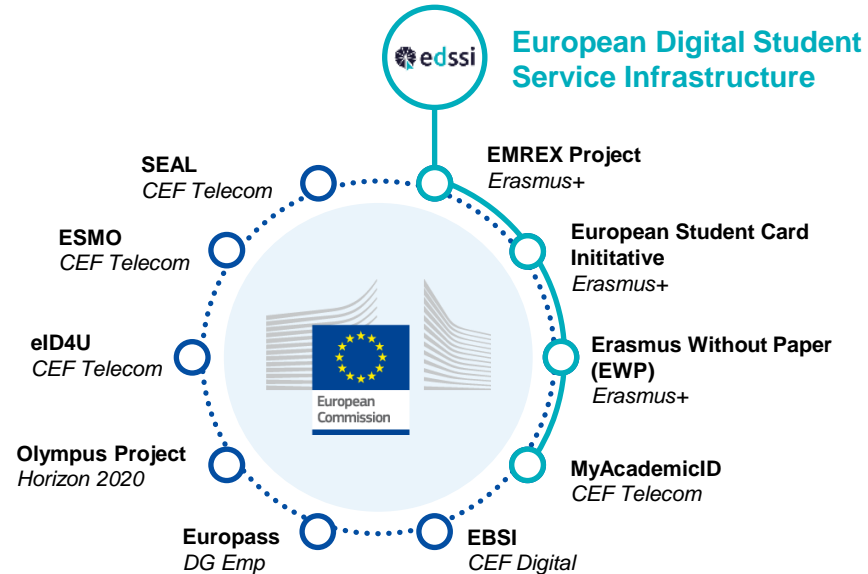 edssi
European Digital Student
Service Infrastructure
EMREX Project
Erasmus+
European Student Card
Inititative
Erasmus+
Erasmus Without Paper
(EWP)
Erasmus+
MyAcademicID
CEF Telecom
EBSI
CEF Digital
Europass
DG Emp
Olympus Project
Horizon 2020
eID4U
CEF Telecom
ESMO
CEF Telecom
SEAL
CEF Telecom
European
Commission